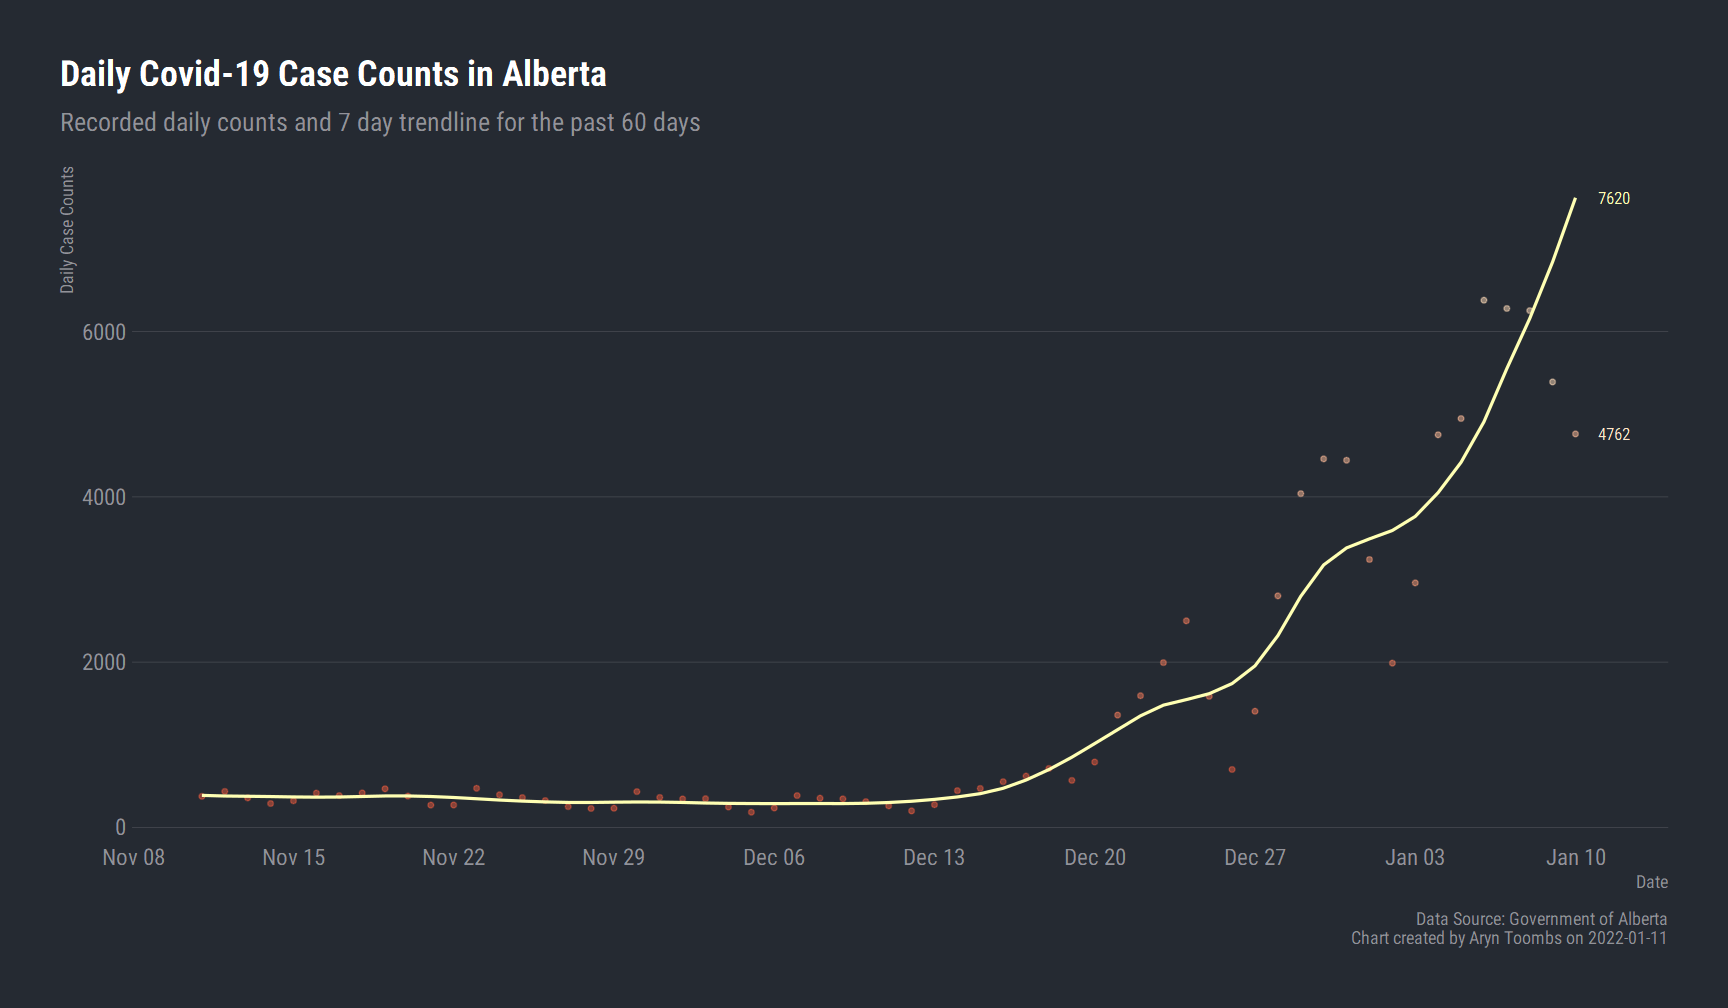 Daily Covid-19 Case Counts in Alberta
Recorded daily counts and 7 day trendline for the past 60 days
Daily Case Counts
7620
6000
4762
4000
2000
0
Nov 08
Nov 15
Nov 22
Nov 29
Dec 06
Dec 13
Dec 20
Dec 27
Jan 03
Jan 10
Date
Data Source: Government of Alberta
Chart created by Aryn Toombs on 2022-01-11